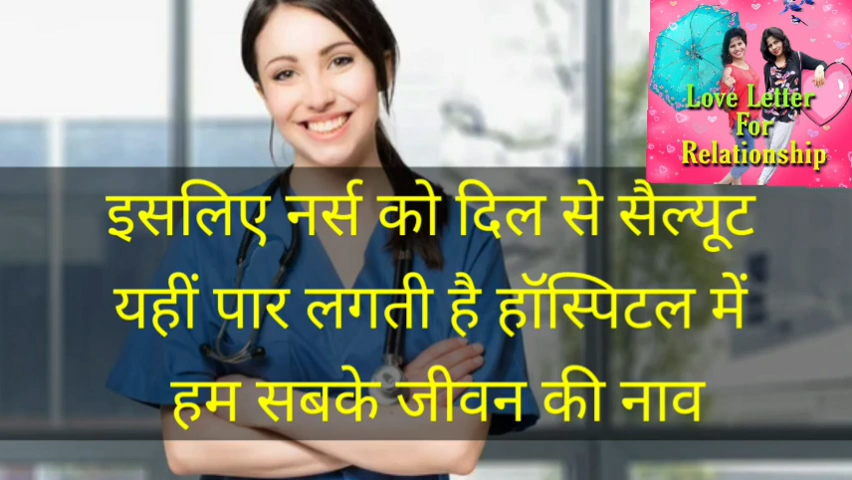 Love Letter
For
Relationship
इसलिए नर्स को दिल से सैल्यूट
यहीं पार लगती है हॉस्पिटल में
हम सबके जीवन की नाव